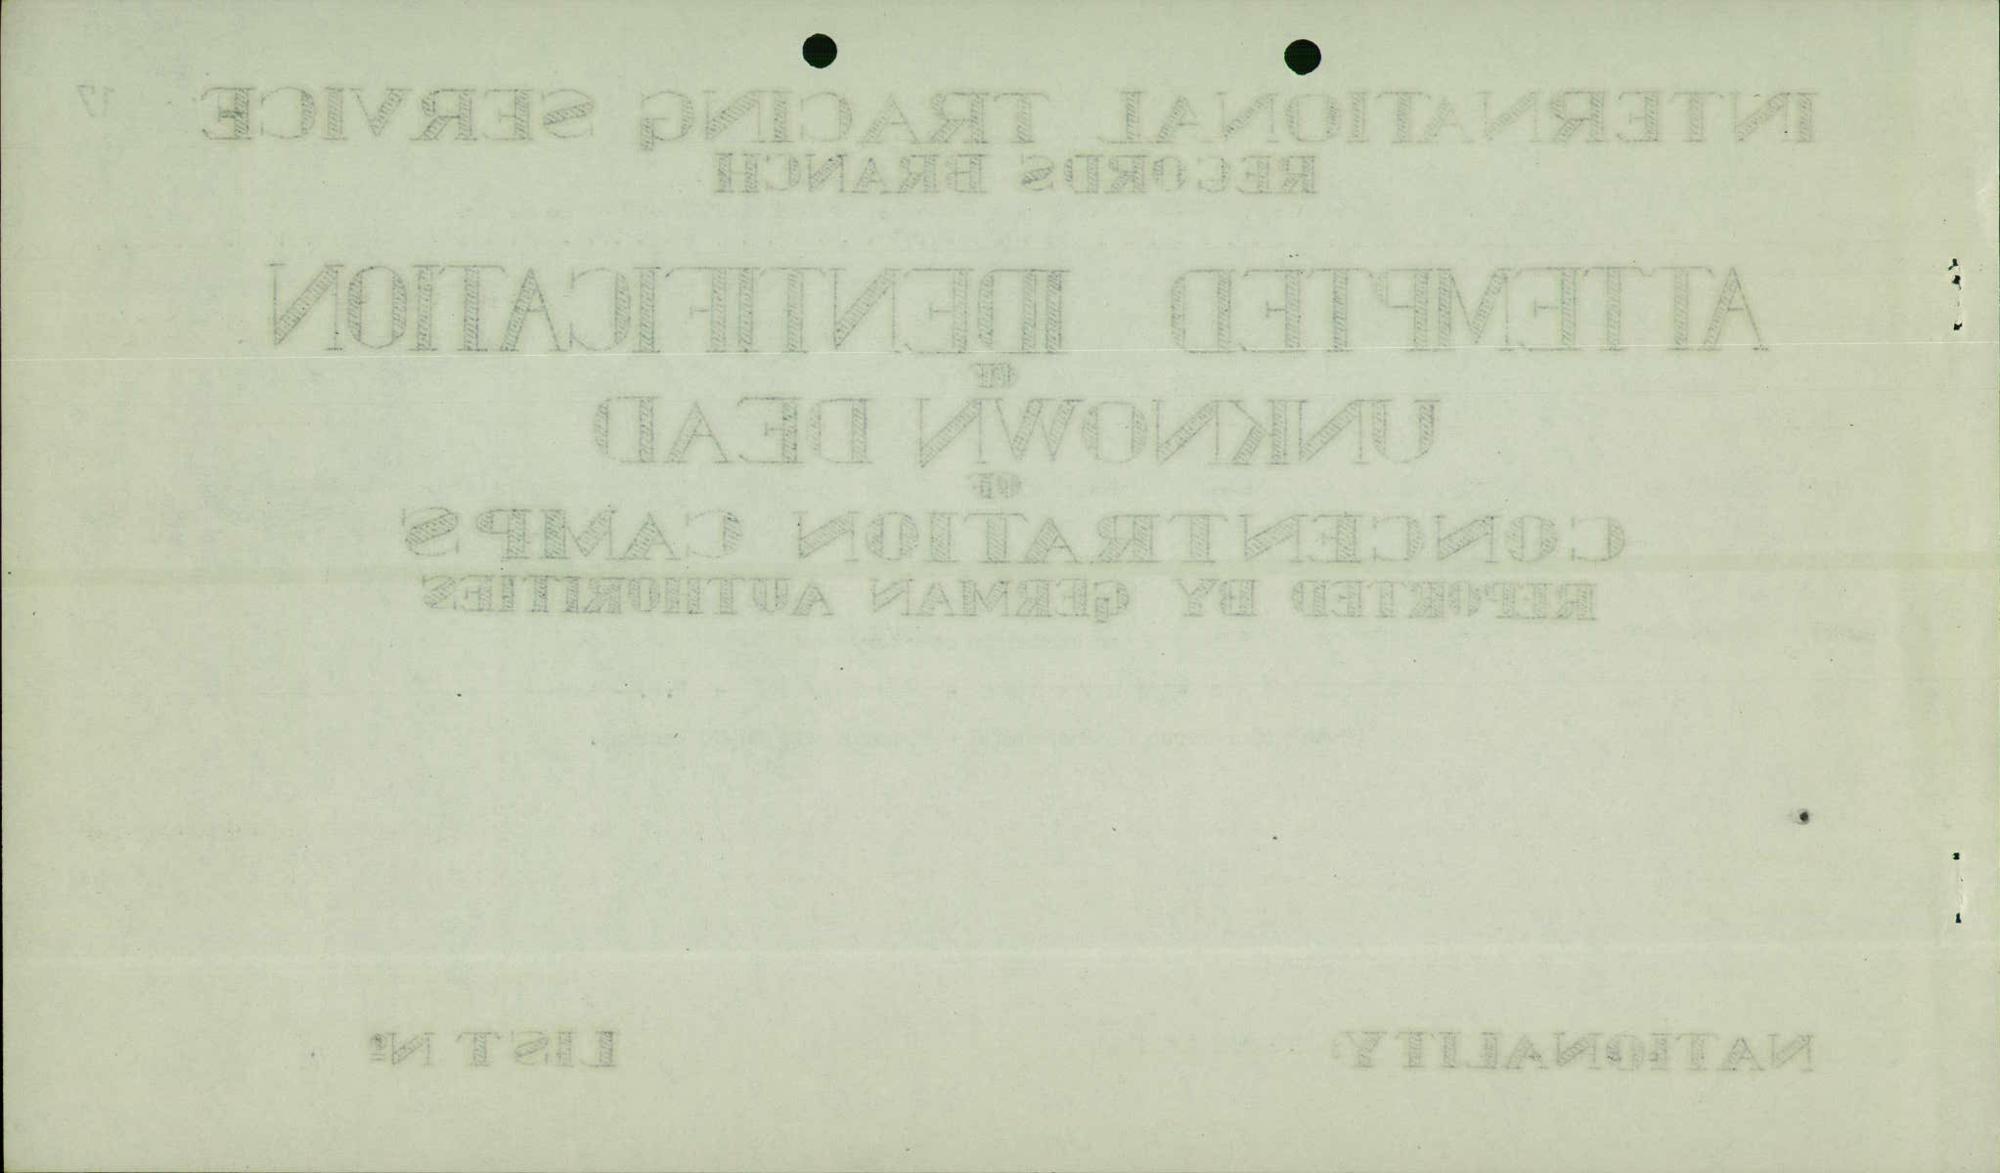 INTERNATIONAL TRACING SERVICE 17
RECORDS BRANCH
ATTEMPTED IDENTIFICATION
OF
UNKNOWN DEAD
OF
CONCENTRATION CAMPS
REPORTED BY GERMAN AUTHORITIES
NATIONALITY LIST Nº